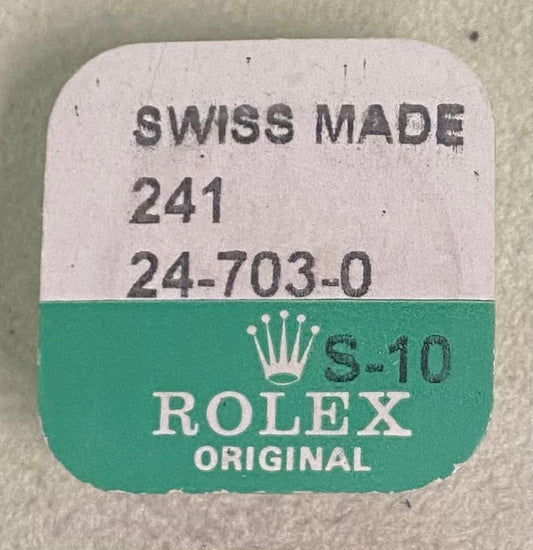 SWISS MADE
241
24-703-0
S-10
ROLEX
ORIGINAL